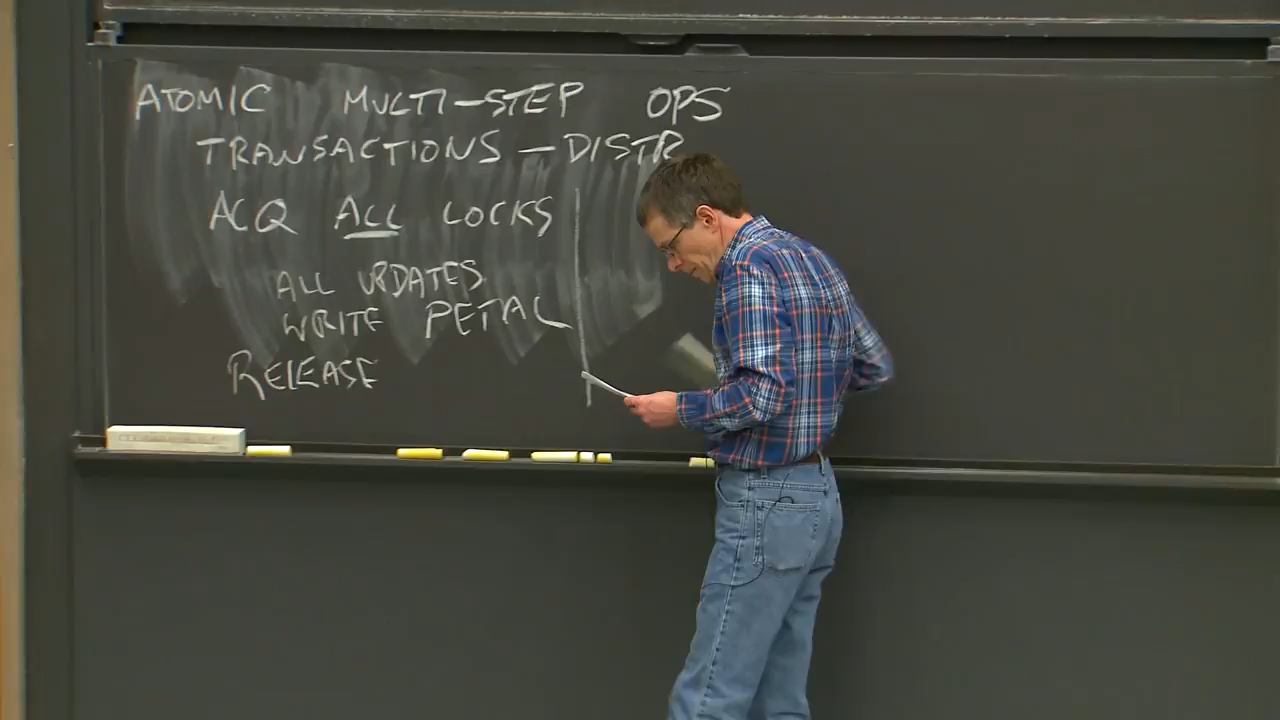 ATOMIC MULTI-STEP OPS
TRANSACTIONS - DISTR
ACQ ALL LOCKS
ALL UPDATES
WRITE PETAL
RELEASE